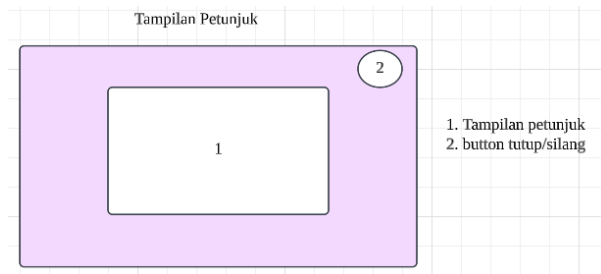 Tampilan Petunjuk
2
1
1. Tampilan petunjuk
2. button tutup/silang